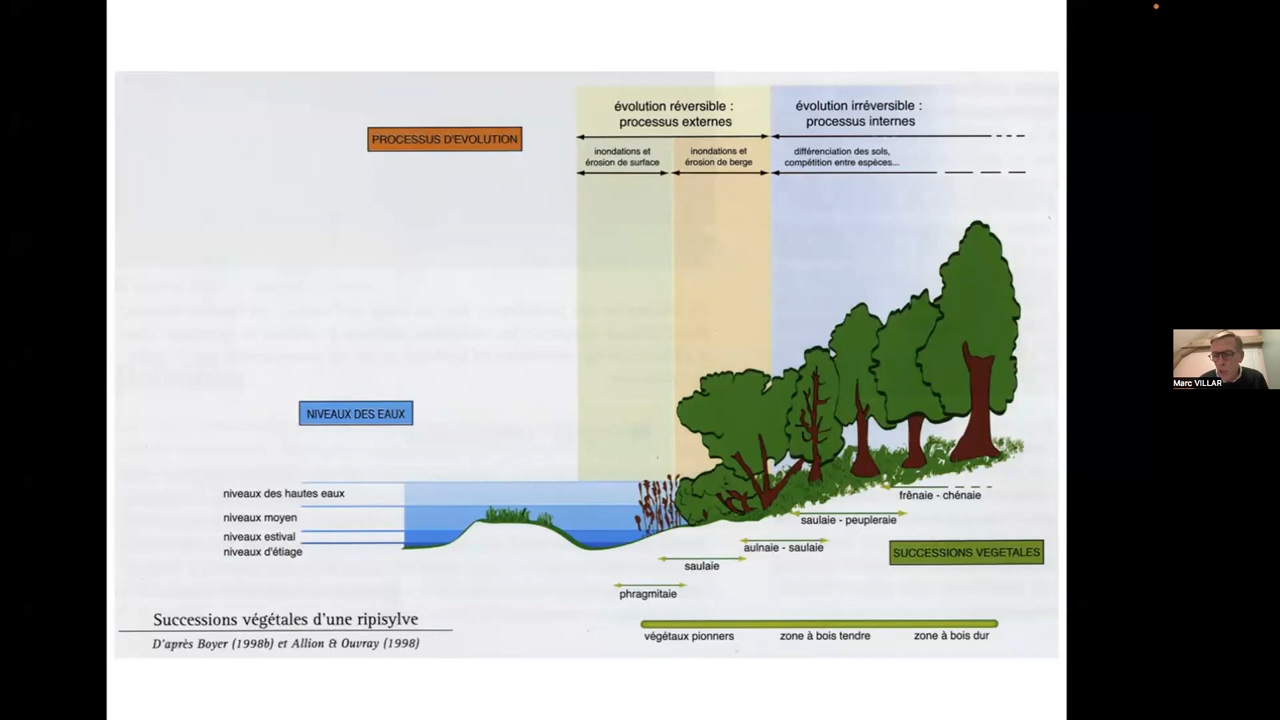 évolution réversible :
processus externes
évolution irréversible :
processus internes
PROCESSUS D'EVOLUTION
inondations et
érosion de surface
inondations et
érosion de berge
différenciation des sols,
compétition entre espèces...
Marc VILLAR
NIVEAUX DES EAUX
niveaux des hautes eaux
niveaux moyen
niveaux estival
niveaux d'étiage
frênaie - chênaie
saulaie - peupleraie
aulnaie - saulaie
SUCCESSIONS VEGETALES
saulaie
phragmitaie
végétaux pionners
zone à bois tendre
zone à bois dur
Successions végétales d'une ripisylve
D'après Boyer (1998b) et Allion & Ouvray (1998)